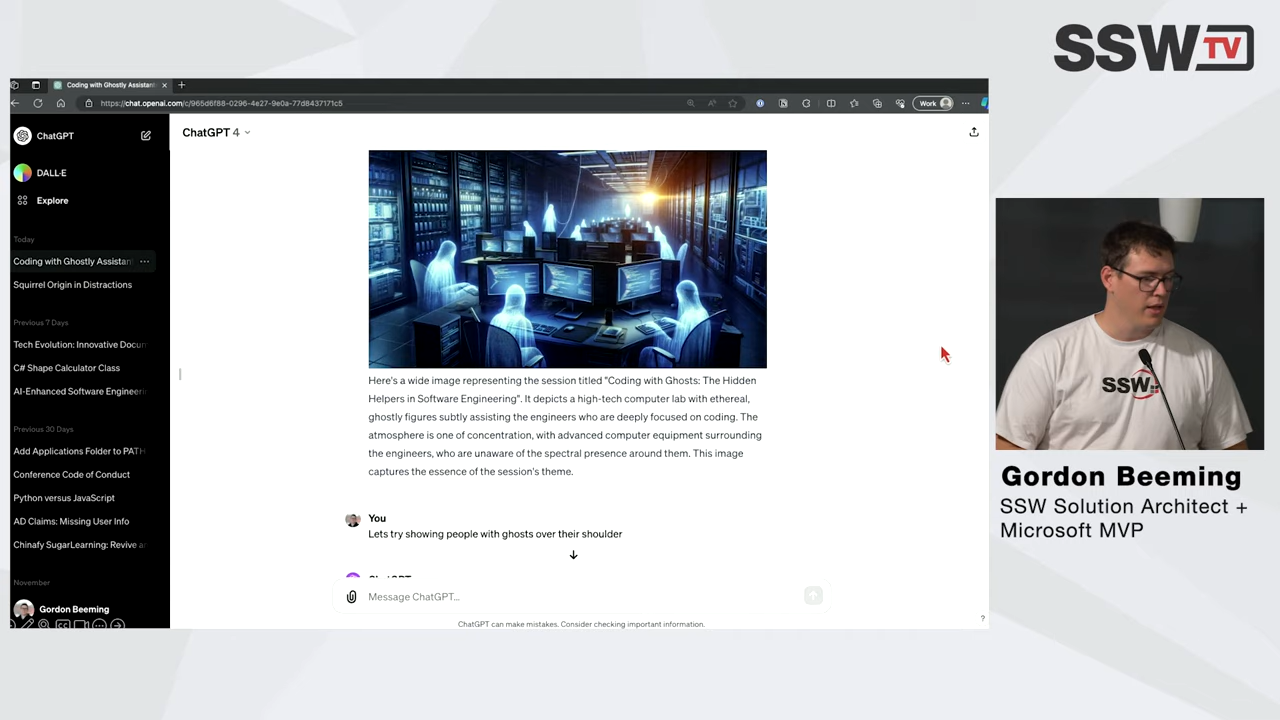 SSW TV
Coding with Ghostly Assistan
https://chat.openai.com/c/965d6f88-0296-4e27-9e0a-77d8437171c5
Work
ChatGPT
ChatGPT 4
DALL·E
Explore
Today
Coding with Ghostly Assistan
Squirrel Origin in Distractions
Previous 7 Days
Tech Evolution: Innovative Docum
C# Shape Calculator Class
AI-Enhanced Software Engineeri
Previous 30 Days
Add Applications Folder to PATH
Conference Code of Conduct
Python versus JavaScript
AD Claims: Missing User Info
Chinafy SugarLearning: Revive a
November
Gordon Beeming
Here's a wide image representing the session titled "Coding with Ghosts: The Hidden
Helpers in Software Engineering". It depicts a high-tech computer lab with ethereal,
ghostly figures subtly assisting the engineers who are deeply focused on coding. The
atmosphere is one of concentration, with advanced computer equipment surrounding
the engineers, who are unaware of the spectral presence around them. This image
captures the essence of the session's theme.
You
Lets try showing people with ghosts over their shoulder
ChatGPT
Message ChatGPT...
ChatGPT can make mistakes. Consider checking important information.
?
SSW
Gordon Beeming
SSW Solution Architect +
Microsoft MVP